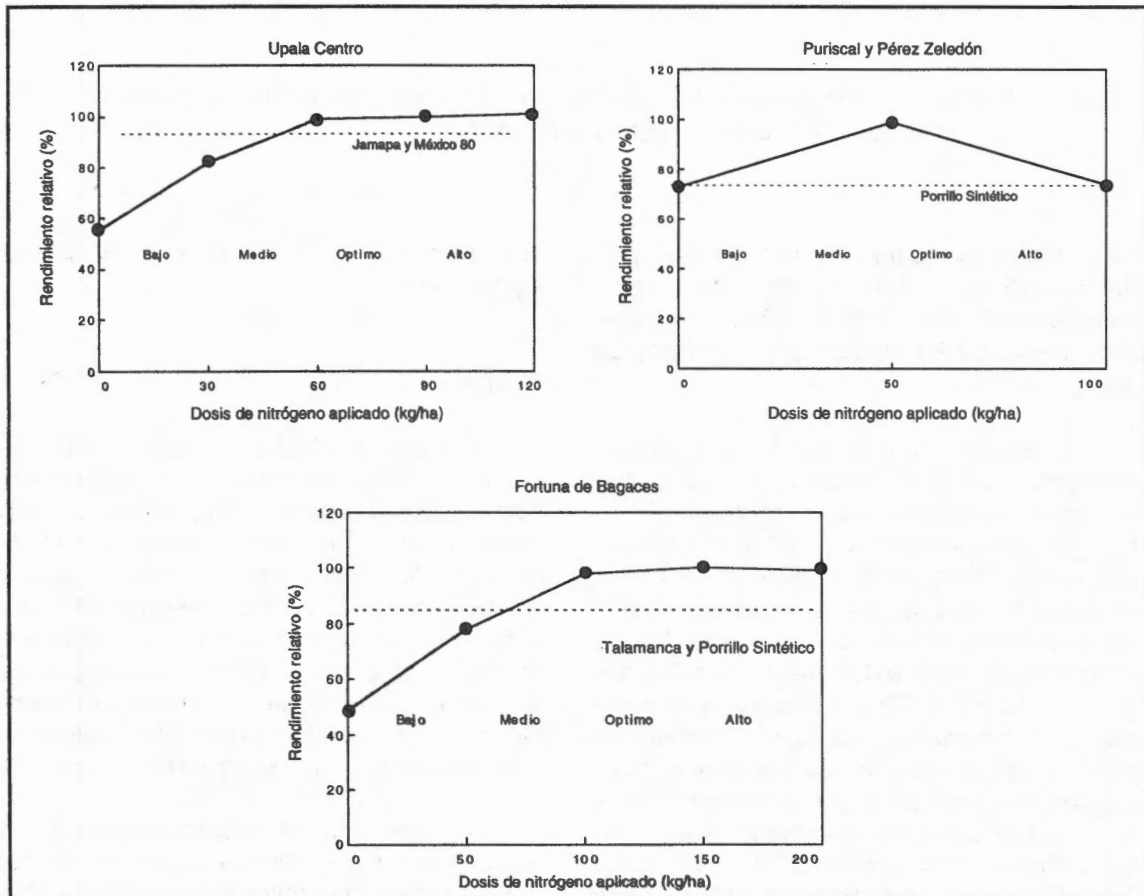 Upala Centro
120
100
80
60
40
20
0
Rendimiento relativo (%)
Jamapa y México 80
Bajo Medio Optimo Alto
0 30 60 90 120
Dosis de nitrógeno aplicado (kg/ha)
Puriscal y Pérez Zeledón
120
100
80
60
40
20
0
Rendimiento relativo (%)
Porrillo Sintético
Bajo Medio Optimo Alto
0 50 100
Dosis de nitrógeno aplicado (kg/ha)
Fortuna de Bagaces
120
100
80
60
40
20
0
Rendimiento relativo (%)
Talamanca y Porrillo Sintético
Bajo Medio Optimo Alto
0 50 100 150 200
Dosis de nitrógeno aplicado (kg/ha)